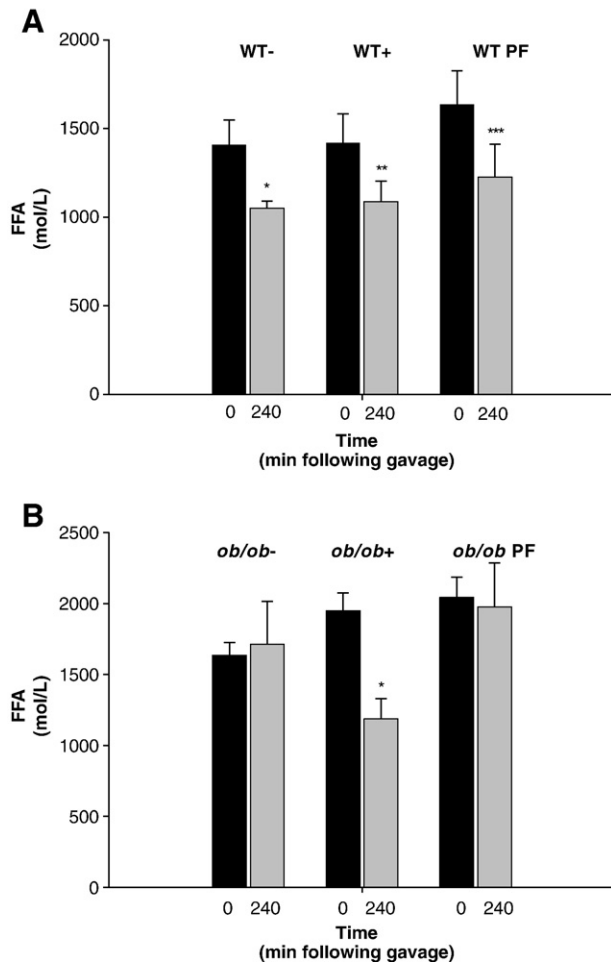 A
WT- WT+ WT PF
2000
1500
1000
500
0
FFA
(mol/L)
* ** ***
0 240 0 240 0 240
Time
(min following gavage)
B
ob/ob- ob/ob+ ob/ob PF
2500
2000
1500
1000
500
0
FFA
(mol/L)
*
0 240 0 240 0 240
Time
(min following gavage)